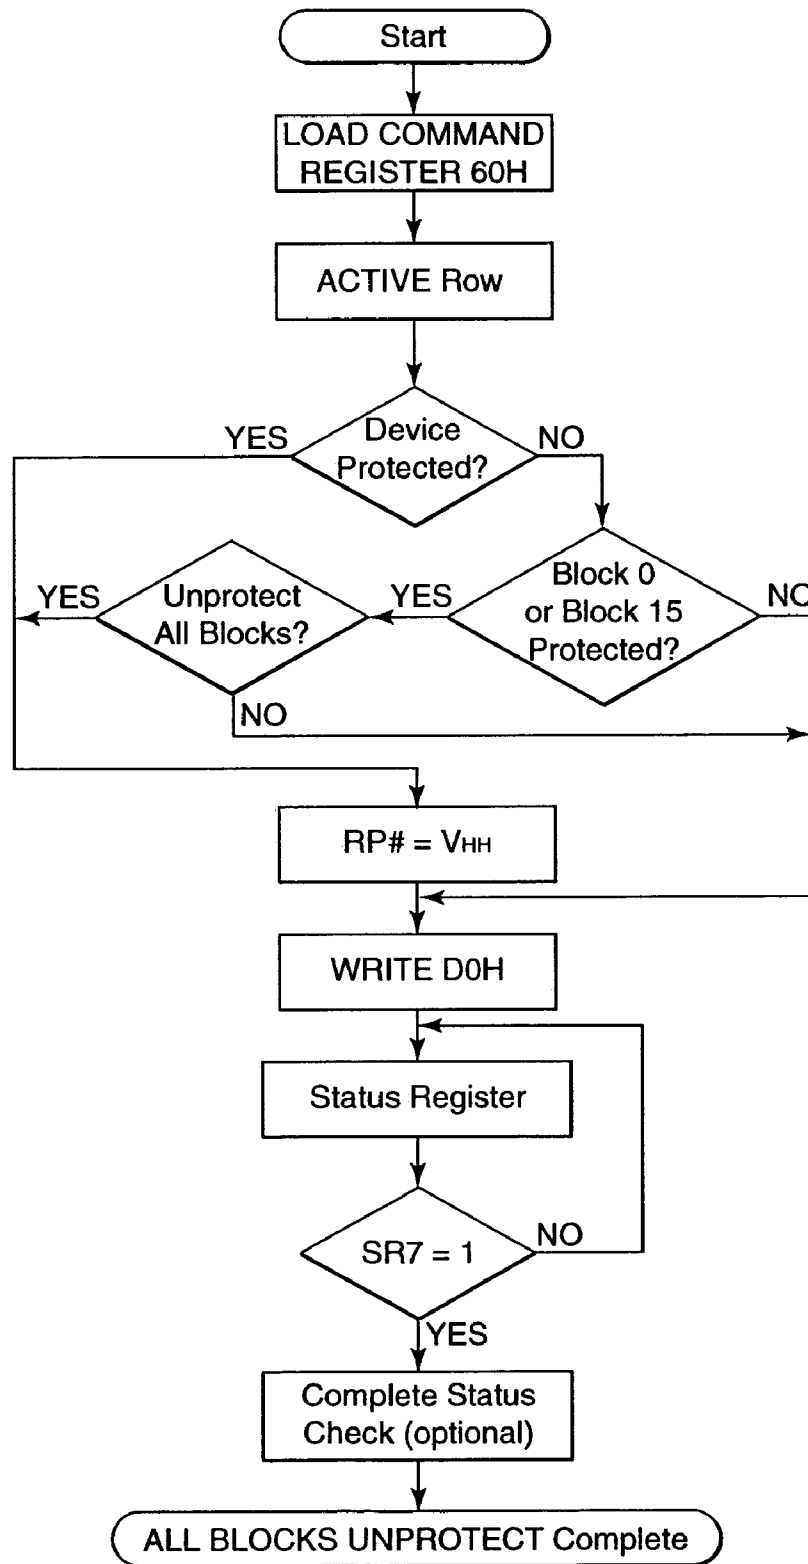 Start
LOAD COMMAND
REGISTER 60H
ACTIVE Row
Device
Protected?
YES
NO
Block 0
or Block 15
Protected?
YES
NO
Unprotect
All Blocks?
YES
NO
RP# = VHH
WRITE D0H
Status Register
SR7 = 1
NO
YES
Complete Status
Check (optional)
ALL BLOCKS UNPROTECT Complete